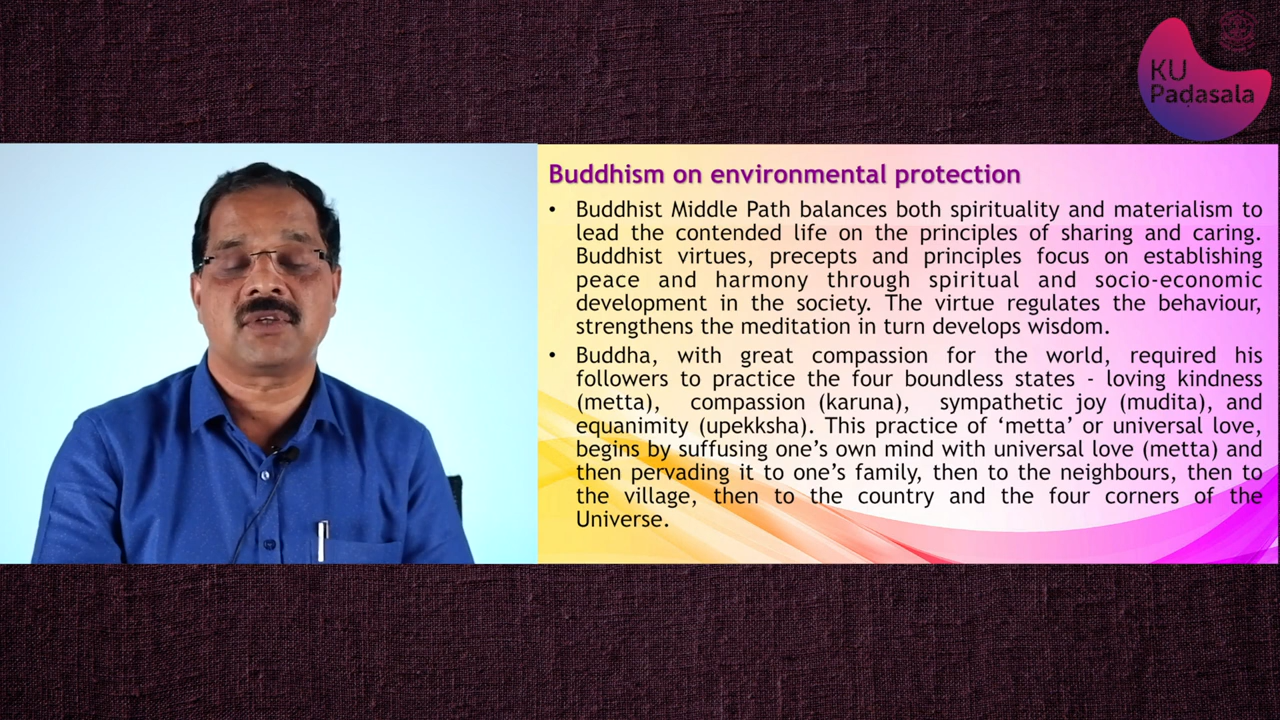 KU
Padasala
Buddhism on environmental protection
• Buddhist Middle Path balances both spirituality and materialism to
lead the contended life on the principles of sharing and caring.
Buddhist virtues, precepts and principles focus on establishing
peace and harmony through spiritual and socio-economic
development in the society. The virtue regulates the behaviour,
strengthens the meditation in turn develops wisdom.
• Buddha, with great compassion for the world, required his
followers to practice the four boundless states - loving kindness
(metta), compassion (karuna), sympathetic joy (mudita), and
equanimity (upekksha). This practice of ‘metta’ or universal love,
begins by suffusing one’s own mind with universal love (metta) and
then pervading it to one’s family, then to the neighbours, then to
the village, then to the country and the four corners of the
Universe.